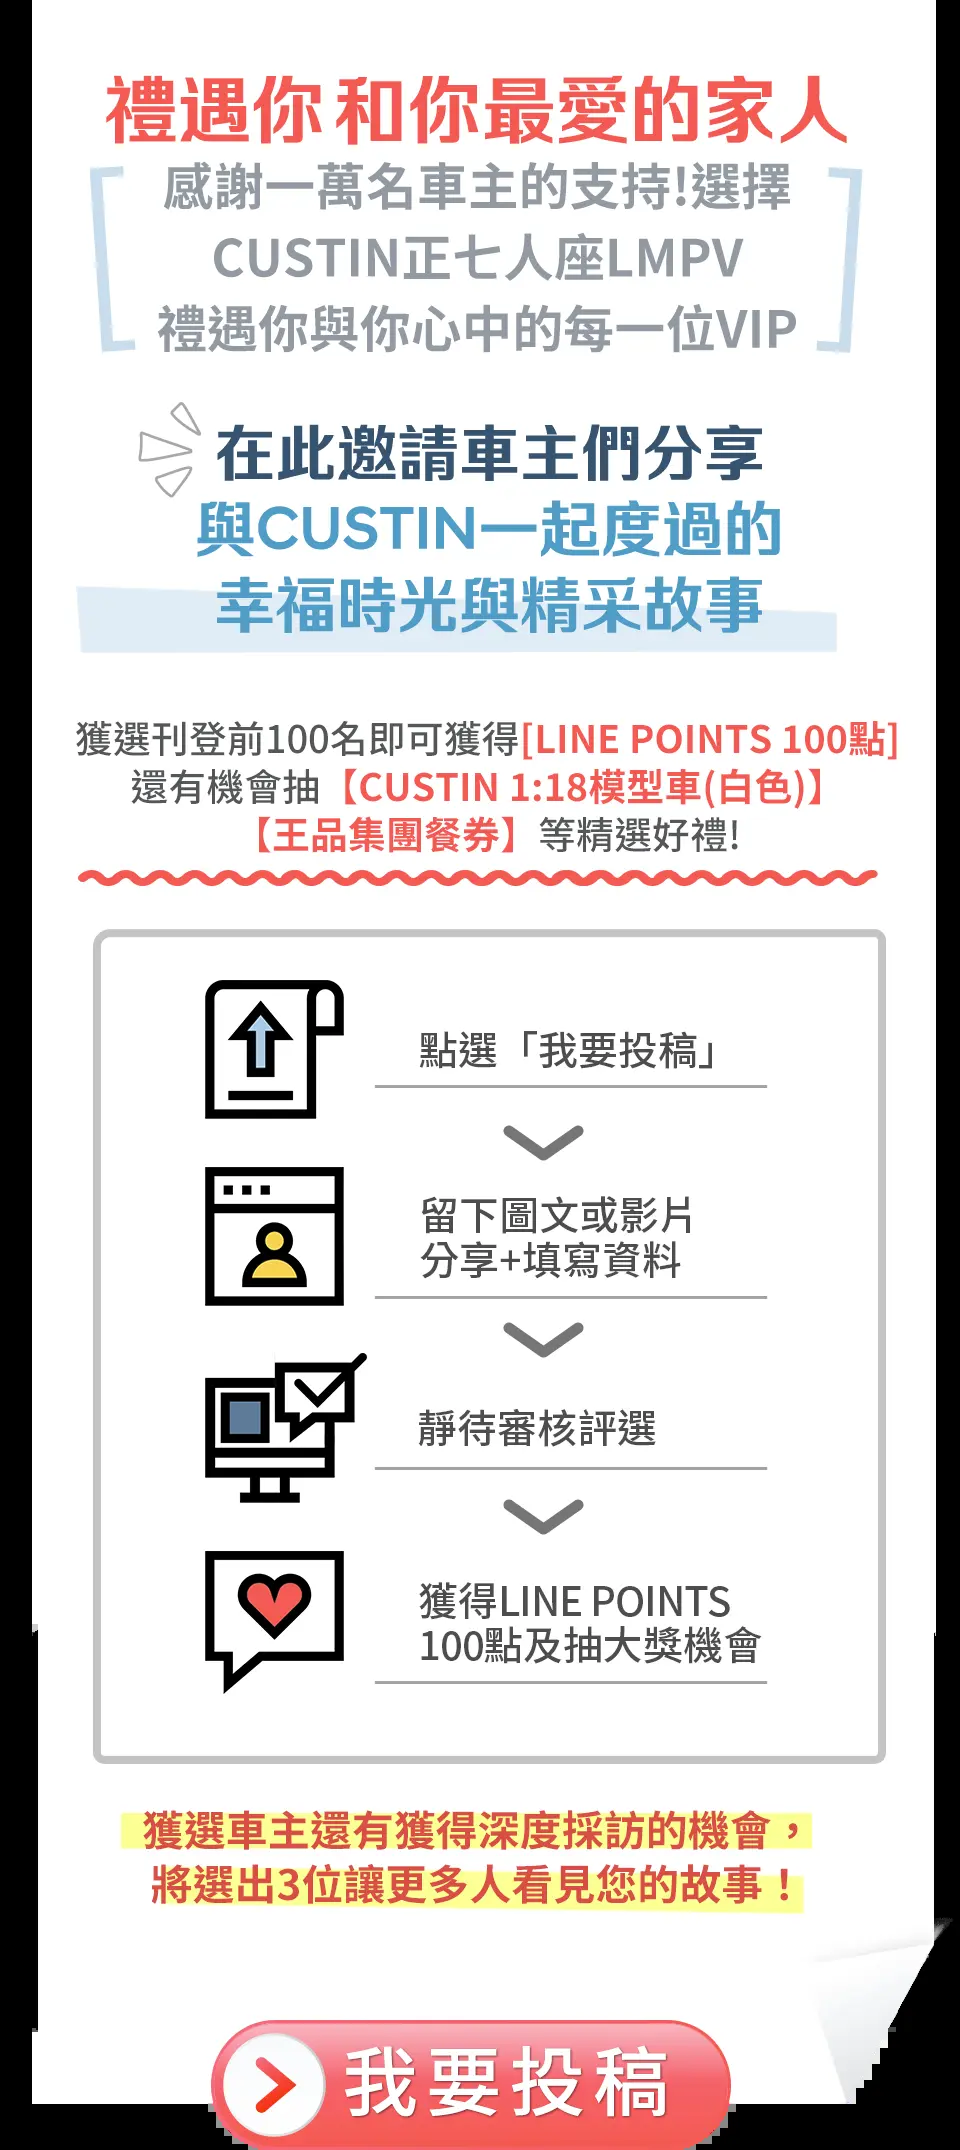 禮遇你和你最愛的家人
感謝一萬名車主的支持!選擇
CUSTIN正七人座LMPV
禮遇你與你心中的每一位VIP
在此邀請車主們分享
與CUSTIN一起度過的
幸福時光與精采故事
獲選刊登前100名即可獲得[LINE POINTS 100點]
還有機會抽【CUSTIN 1:18模型車(白色)】
【王品集團餐券】等精選好禮!
點選「我要投稿」
留下圖文或影片
分享+填寫資料
靜待審核評選
獲得LINE POINTS
100點及抽大獎機會
獲選車主還有獲得深度採訪的機會，
將選出3位讓更多人看見您的故事！
我要投稿